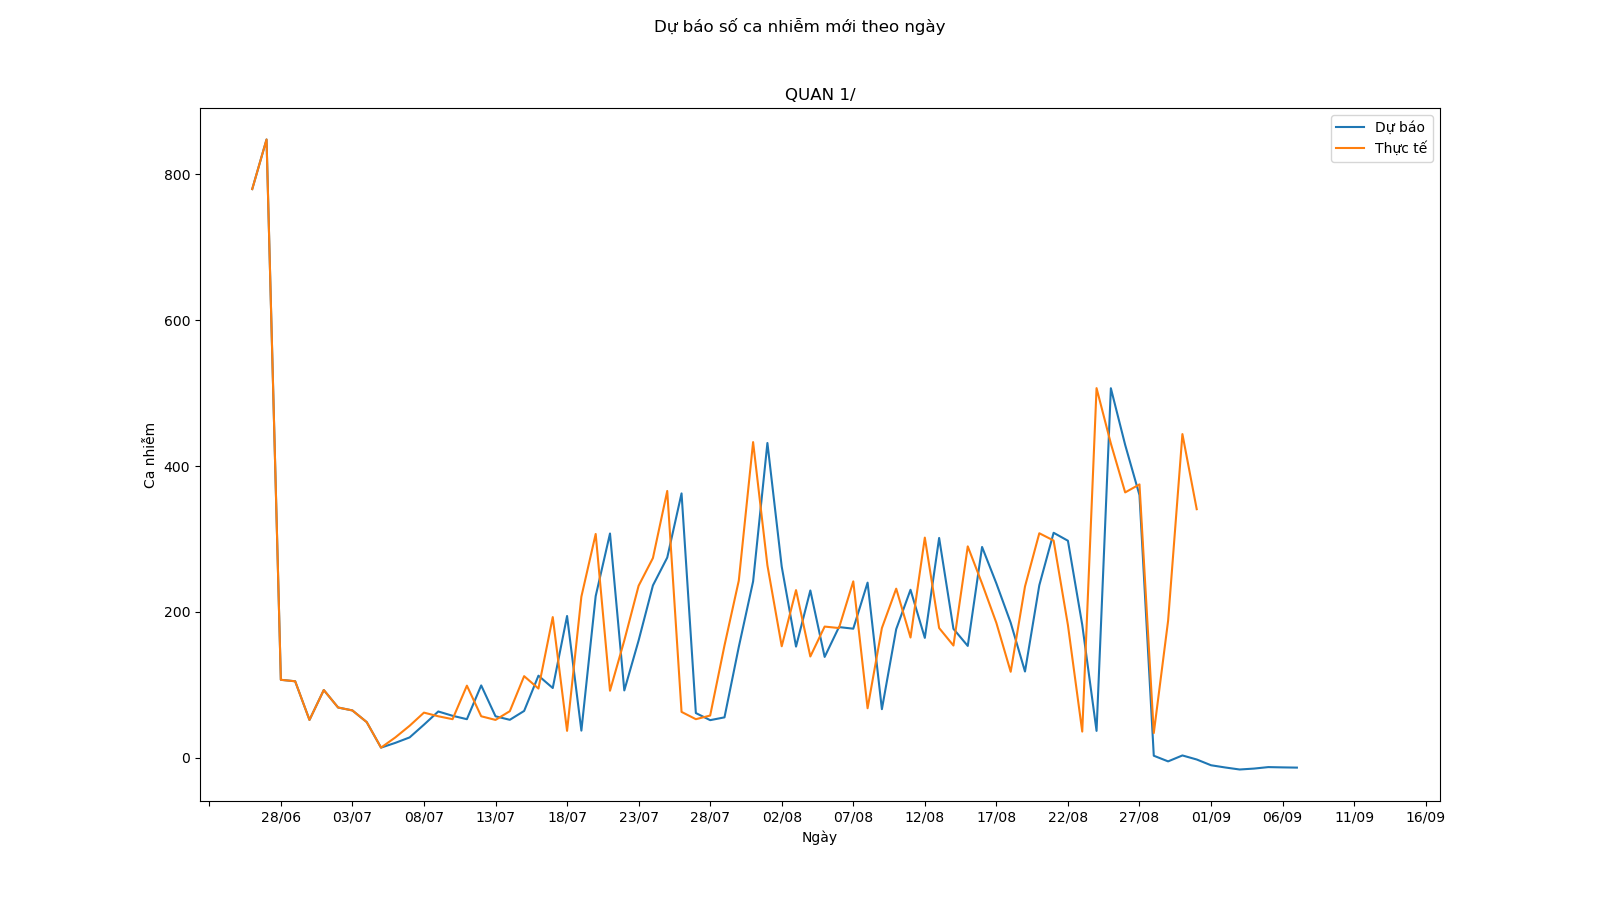 Dự báo số ca nhiễm mới theo ngày
QUAN 1/
Dự báo
Thực tế
800
600
400
200
0
Ca nhiễm
28/06 03/07 08/07 13/07 18/07 23/07 28/07 02/08 07/08 12/08 17/08 22/08 27/08 01/09 06/09 11/09 16/09
Ngày